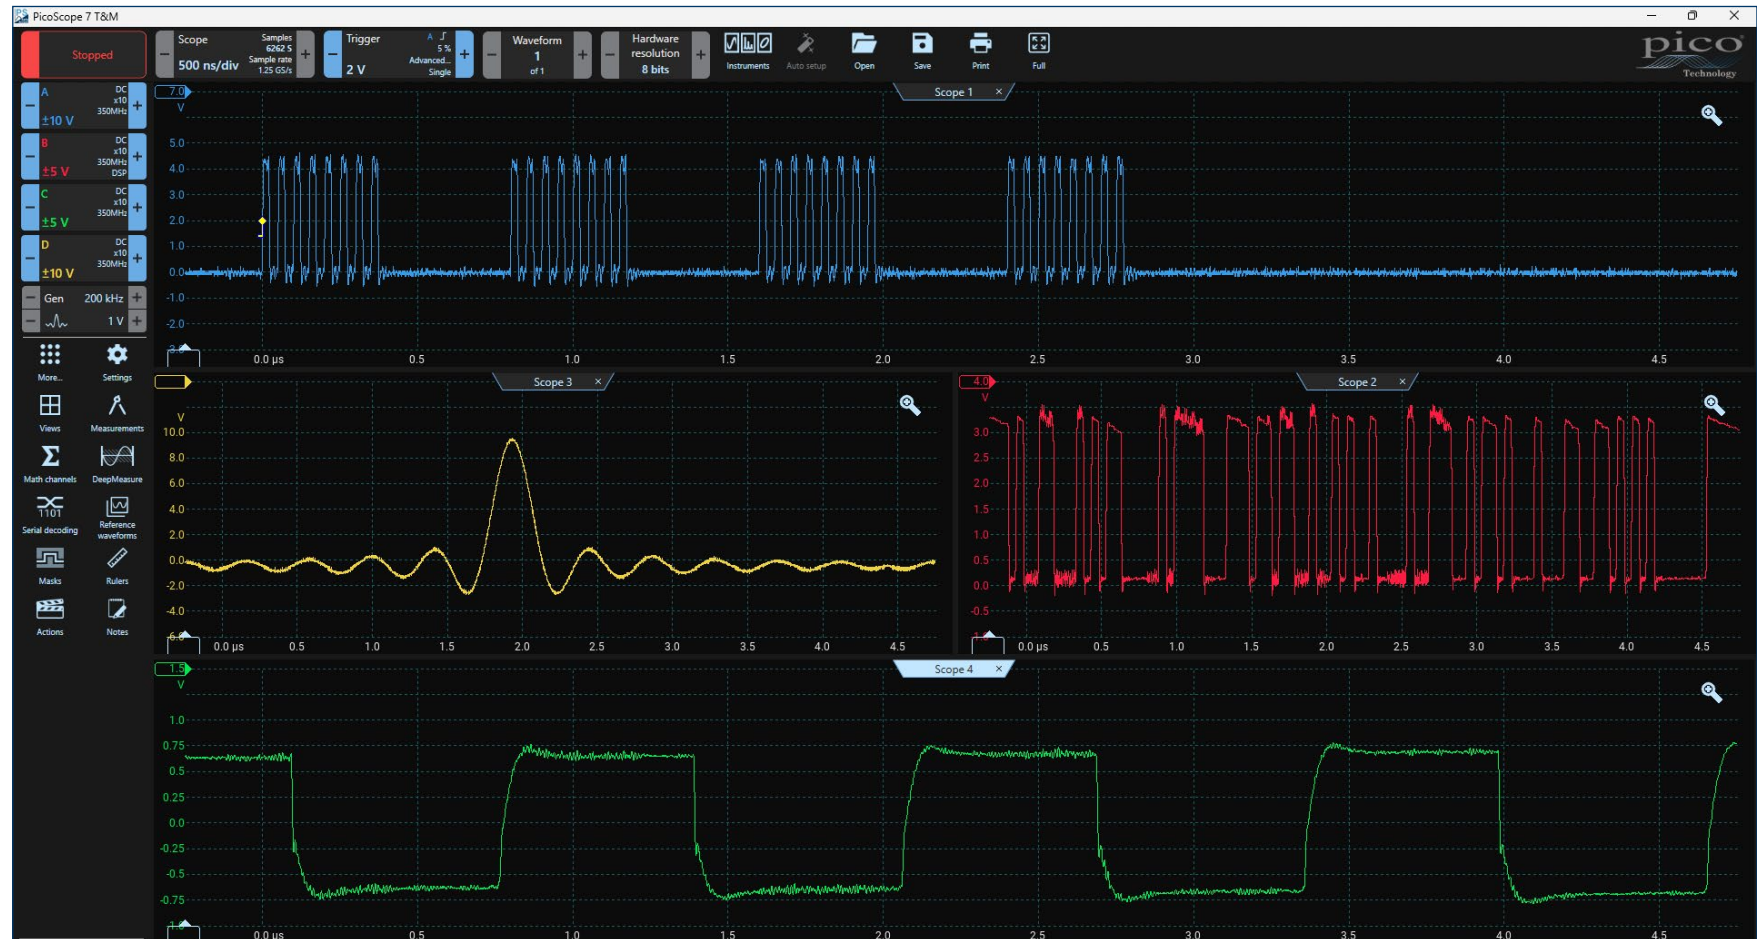 PicoScope 7 T&M
Stopped
Scope
500 ns/div
Samples
6262 S
Sample rate
1.25 GS/s
Trigger
2 V
A
5 %
Advanced...
Single
Waveform
1
of 1
Hardware
resolution
8 bits
Instruments
Auto setup
Open
Save
Print
Full
pico
Technology
A
±10 V
DC
x10
350MHz
B
±5 V
DC
x10
350MHz
DSP
C
±5 V
DC
x10
350MHz
D
±10 V
DC
x10
350MHz
Gen
200 kHz
1 V
More...
Settings
Views
Measurements
Math channels
DeepMeasure
1101
Serial decoding
Reference
waveforms
Masks
Rulers
Actions
Notes
Scope 1
7.0
V
5.0
4.0
3.0
2.0
1.0
0.0
-1.0
-2.0
-3.0
0.0 µs 0.5 1.0 1.5 2.0 2.5 3.0 3.5 4.0 4.5
Scope 3
V
10.0
8.0
6.0
4.0
2.0
0.0
-2.0
-4.0
-6.0
0.0 µs 0.5 1.0 1.5 2.0 2.5 3.0 3.5 4.0 4.5
Scope 2
4.0
V
3.0
2.5
2.0
1.5
1.0
0.5
0.0
-0.5
-1.0
0.0 µs 0.5 1.0 1.5 2.0 2.5 3.0 3.5 4.0 4.5
Scope 4
1.5
V
1.0
0.75
0.5
0.25
0.0
-0.25
-0.5
-0.75
-1.0
0.0 µs 0.5 1.0 1.5 2.0 2.5 3.0 3.5 4.0 4.5